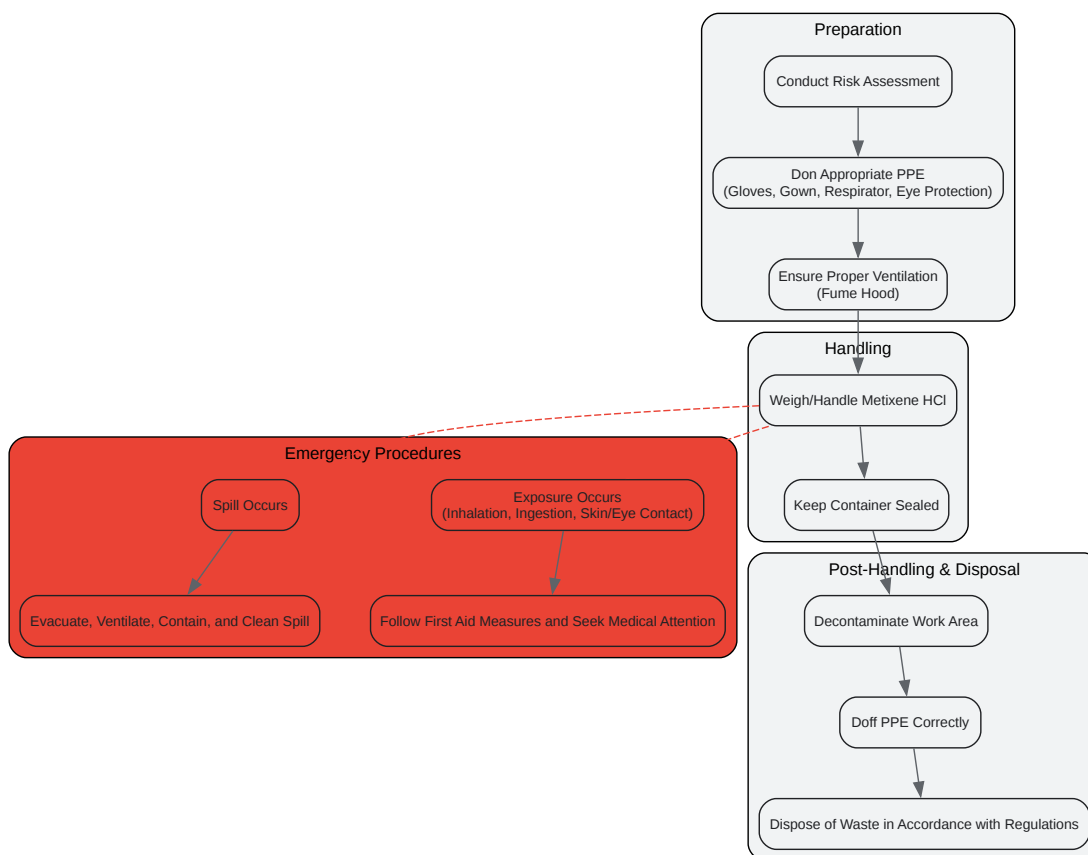 Preparation
Conduct Risk Assessment
Don Appropriate PPE
(Gloves, Gown, Respirator, Eye Protection)
Ensure Proper Ventilation
(Fume Hood)
Handling
Weigh/Handle Metixene HCl
Keep Container Sealed
Emergency Procedures
Spill Occurs
Exposure Occurs
(Inhalation, Ingestion, Skin/Eye Contact)
Evacuate, Ventilate, Contain, and Clean Spill
Follow First Aid Measures and Seek Medical Attention
Post-Handling & Disposal
Decontaminate Work Area
Doff PPE Correctly
Dispose of Waste in Accordance with Regulations